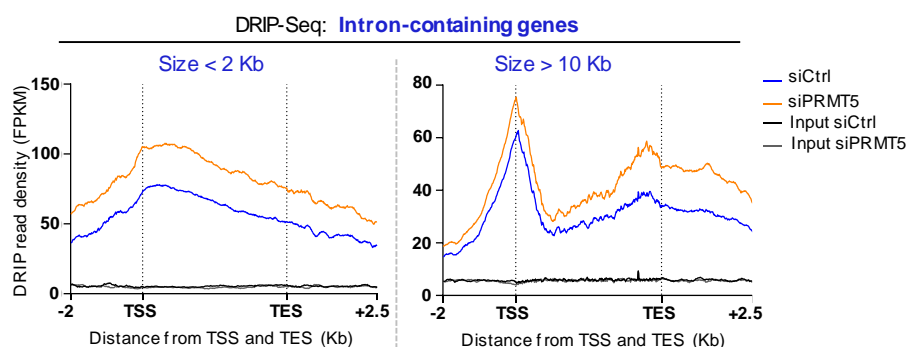 DRIP-Seq: Intron-containing genes
Size < 2 Kb
Size > 10 Kb
DRIP read density (FPKM)
150
100
50
0
-2
TSS
TES
+2.5
Distance from TSS and TES (Kb)
80
60
40
20
0
-2
TSS
TES
+2.5
Distance from TSS and TES (Kb)
siCtrl
siPRMT5
Input siCtrl
Input siPRMT5